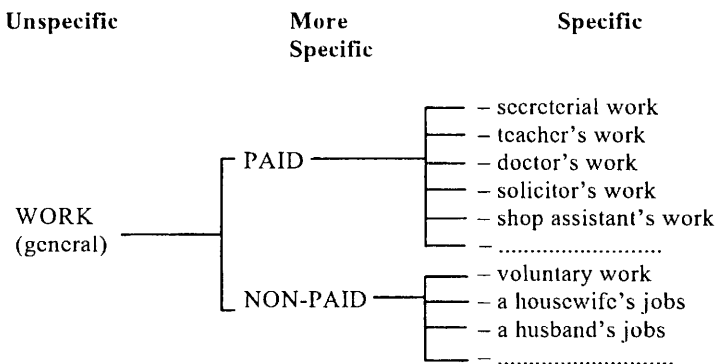 Unspecific More Specific Specific
– secreterial work
– teacher's work
PAID – doctor's work
– solicitor's work
WORK (general) – shop assistant's work
– ..........................
– voluntary work
NON-PAID – a housewife's jobs
– a husband's jobs
– ............................